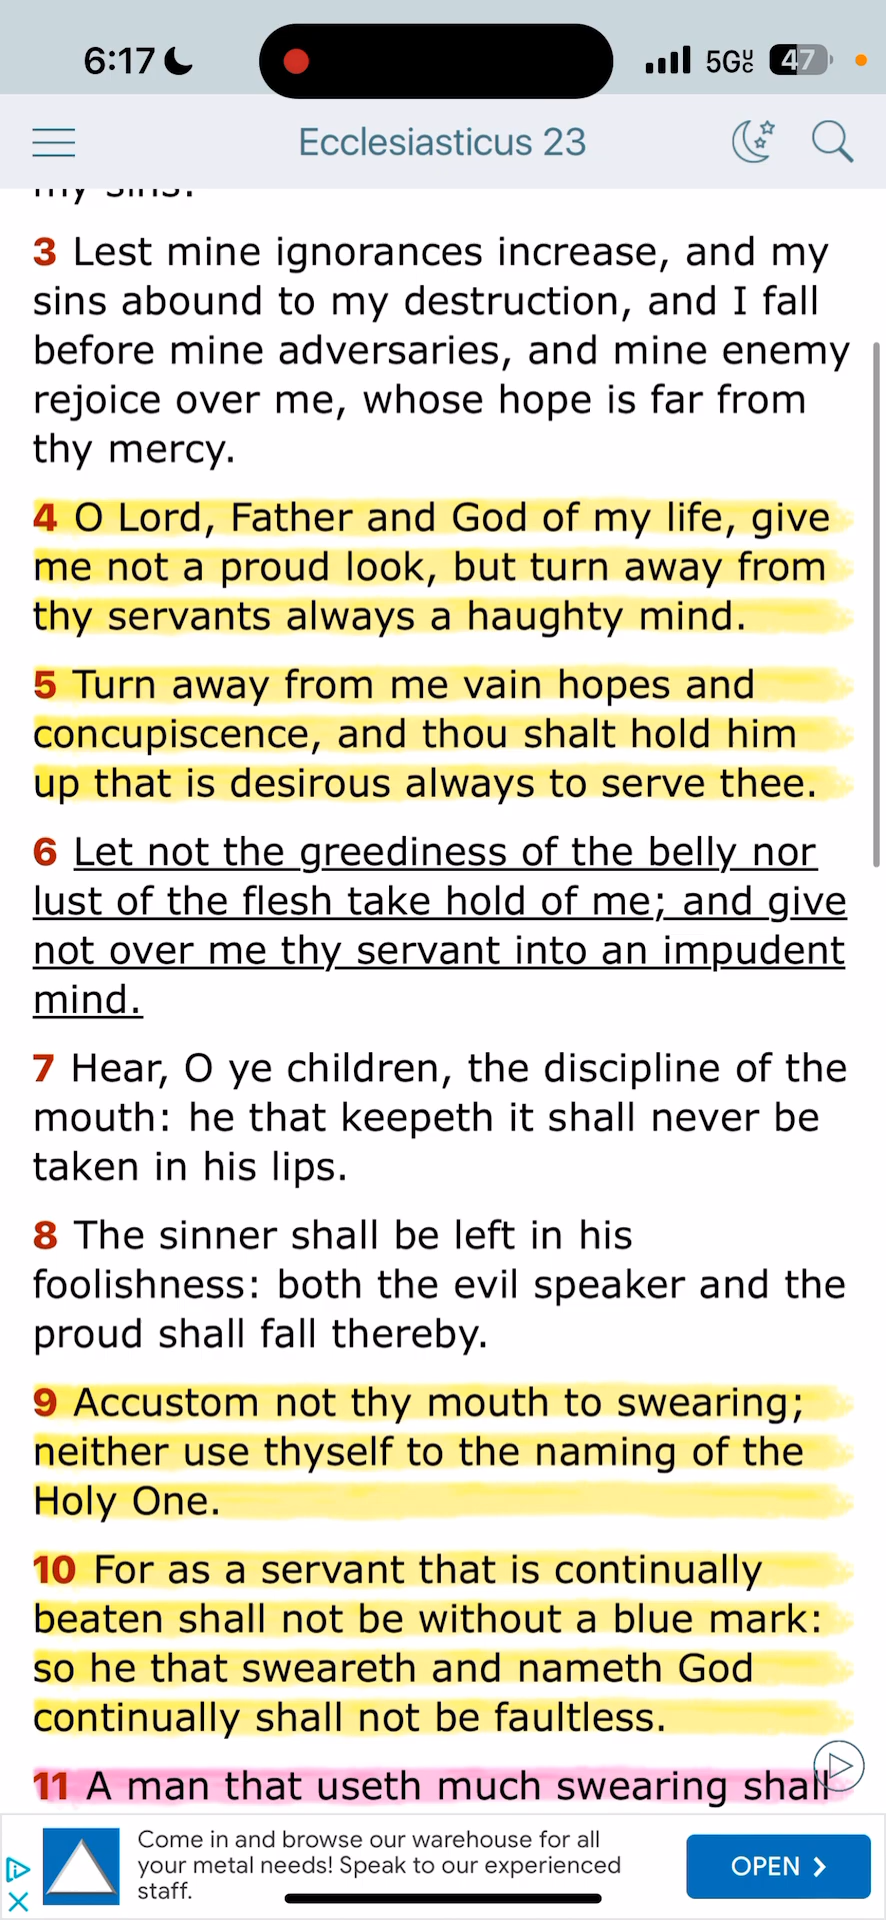 6:17
5G
47
Ecclesiasticus 23
my sins.
3 Lest mine ignorances increase, and my
sins abound to my destruction, and I fall
before mine adversaries, and mine enemy
rejoice over me, whose hope is far from
thy mercy.
4 O Lord, Father and God of my life, give
me not a proud look, but turn away from
thy servants always a haughty mind.
5 Turn away from me vain hopes and
concupiscence, and thou shalt hold him
up that is desirous always to serve thee.
6 Let not the greediness of the belly nor
lust of the flesh take hold of me; and give
not over me thy servant into an impudent
mind.
7 Hear, O ye children, the discipline of the
mouth: he that keepeth it shall never be
taken in his lips.
8 The sinner shall be left in his
foolishness: both the evil speaker and the
proud shall fall thereby.
9 Accustom not thy mouth to swearing;
neither use thyself to the naming of the
Holy One.
10 For as a servant that is continually
beaten shall not be without a blue mark:
so he that sweareth and nameth God
continually shall not be faultless.
11 A man that useth much swearing shall
Come in and browse our warehouse for all
your metal needs! Speak to our experienced
staff.
OPEN